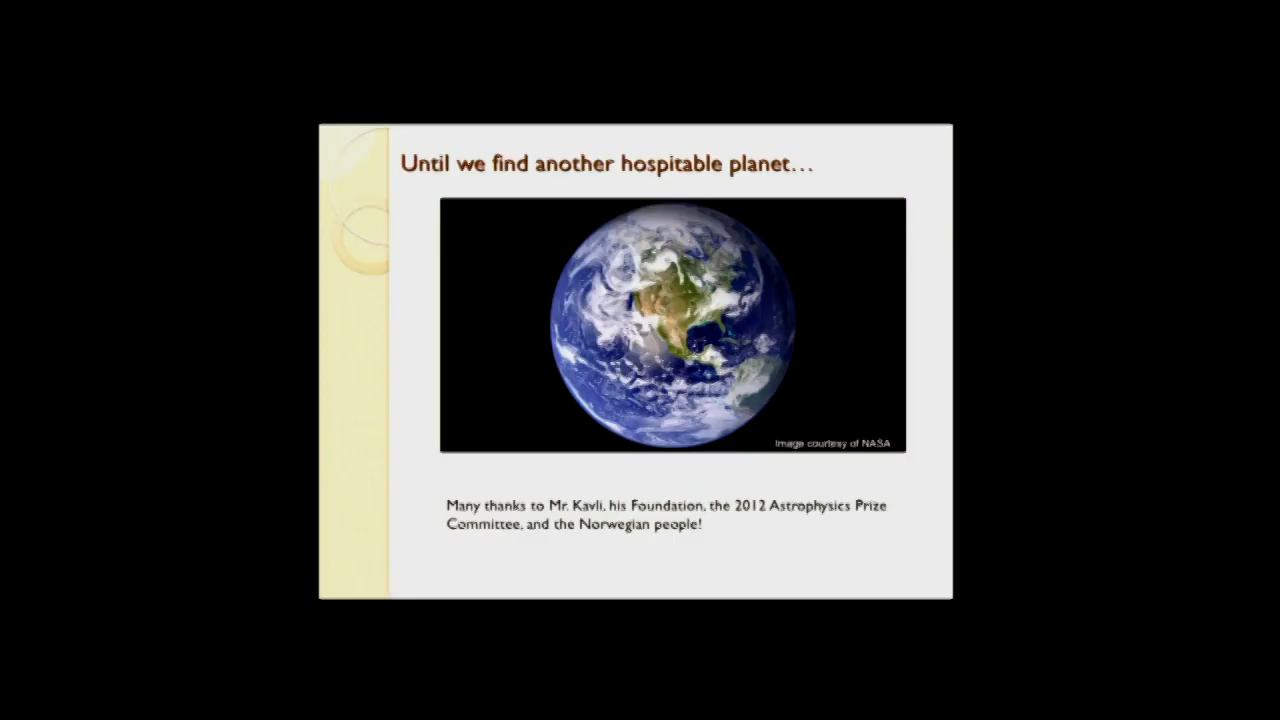 Until we find another hospitable planet...
Image courtesy of NASA
Many thanks to Mr. Kavli, his Foundation, the 2012 Astrophysics Prize
Committee, and the Norwegian people!